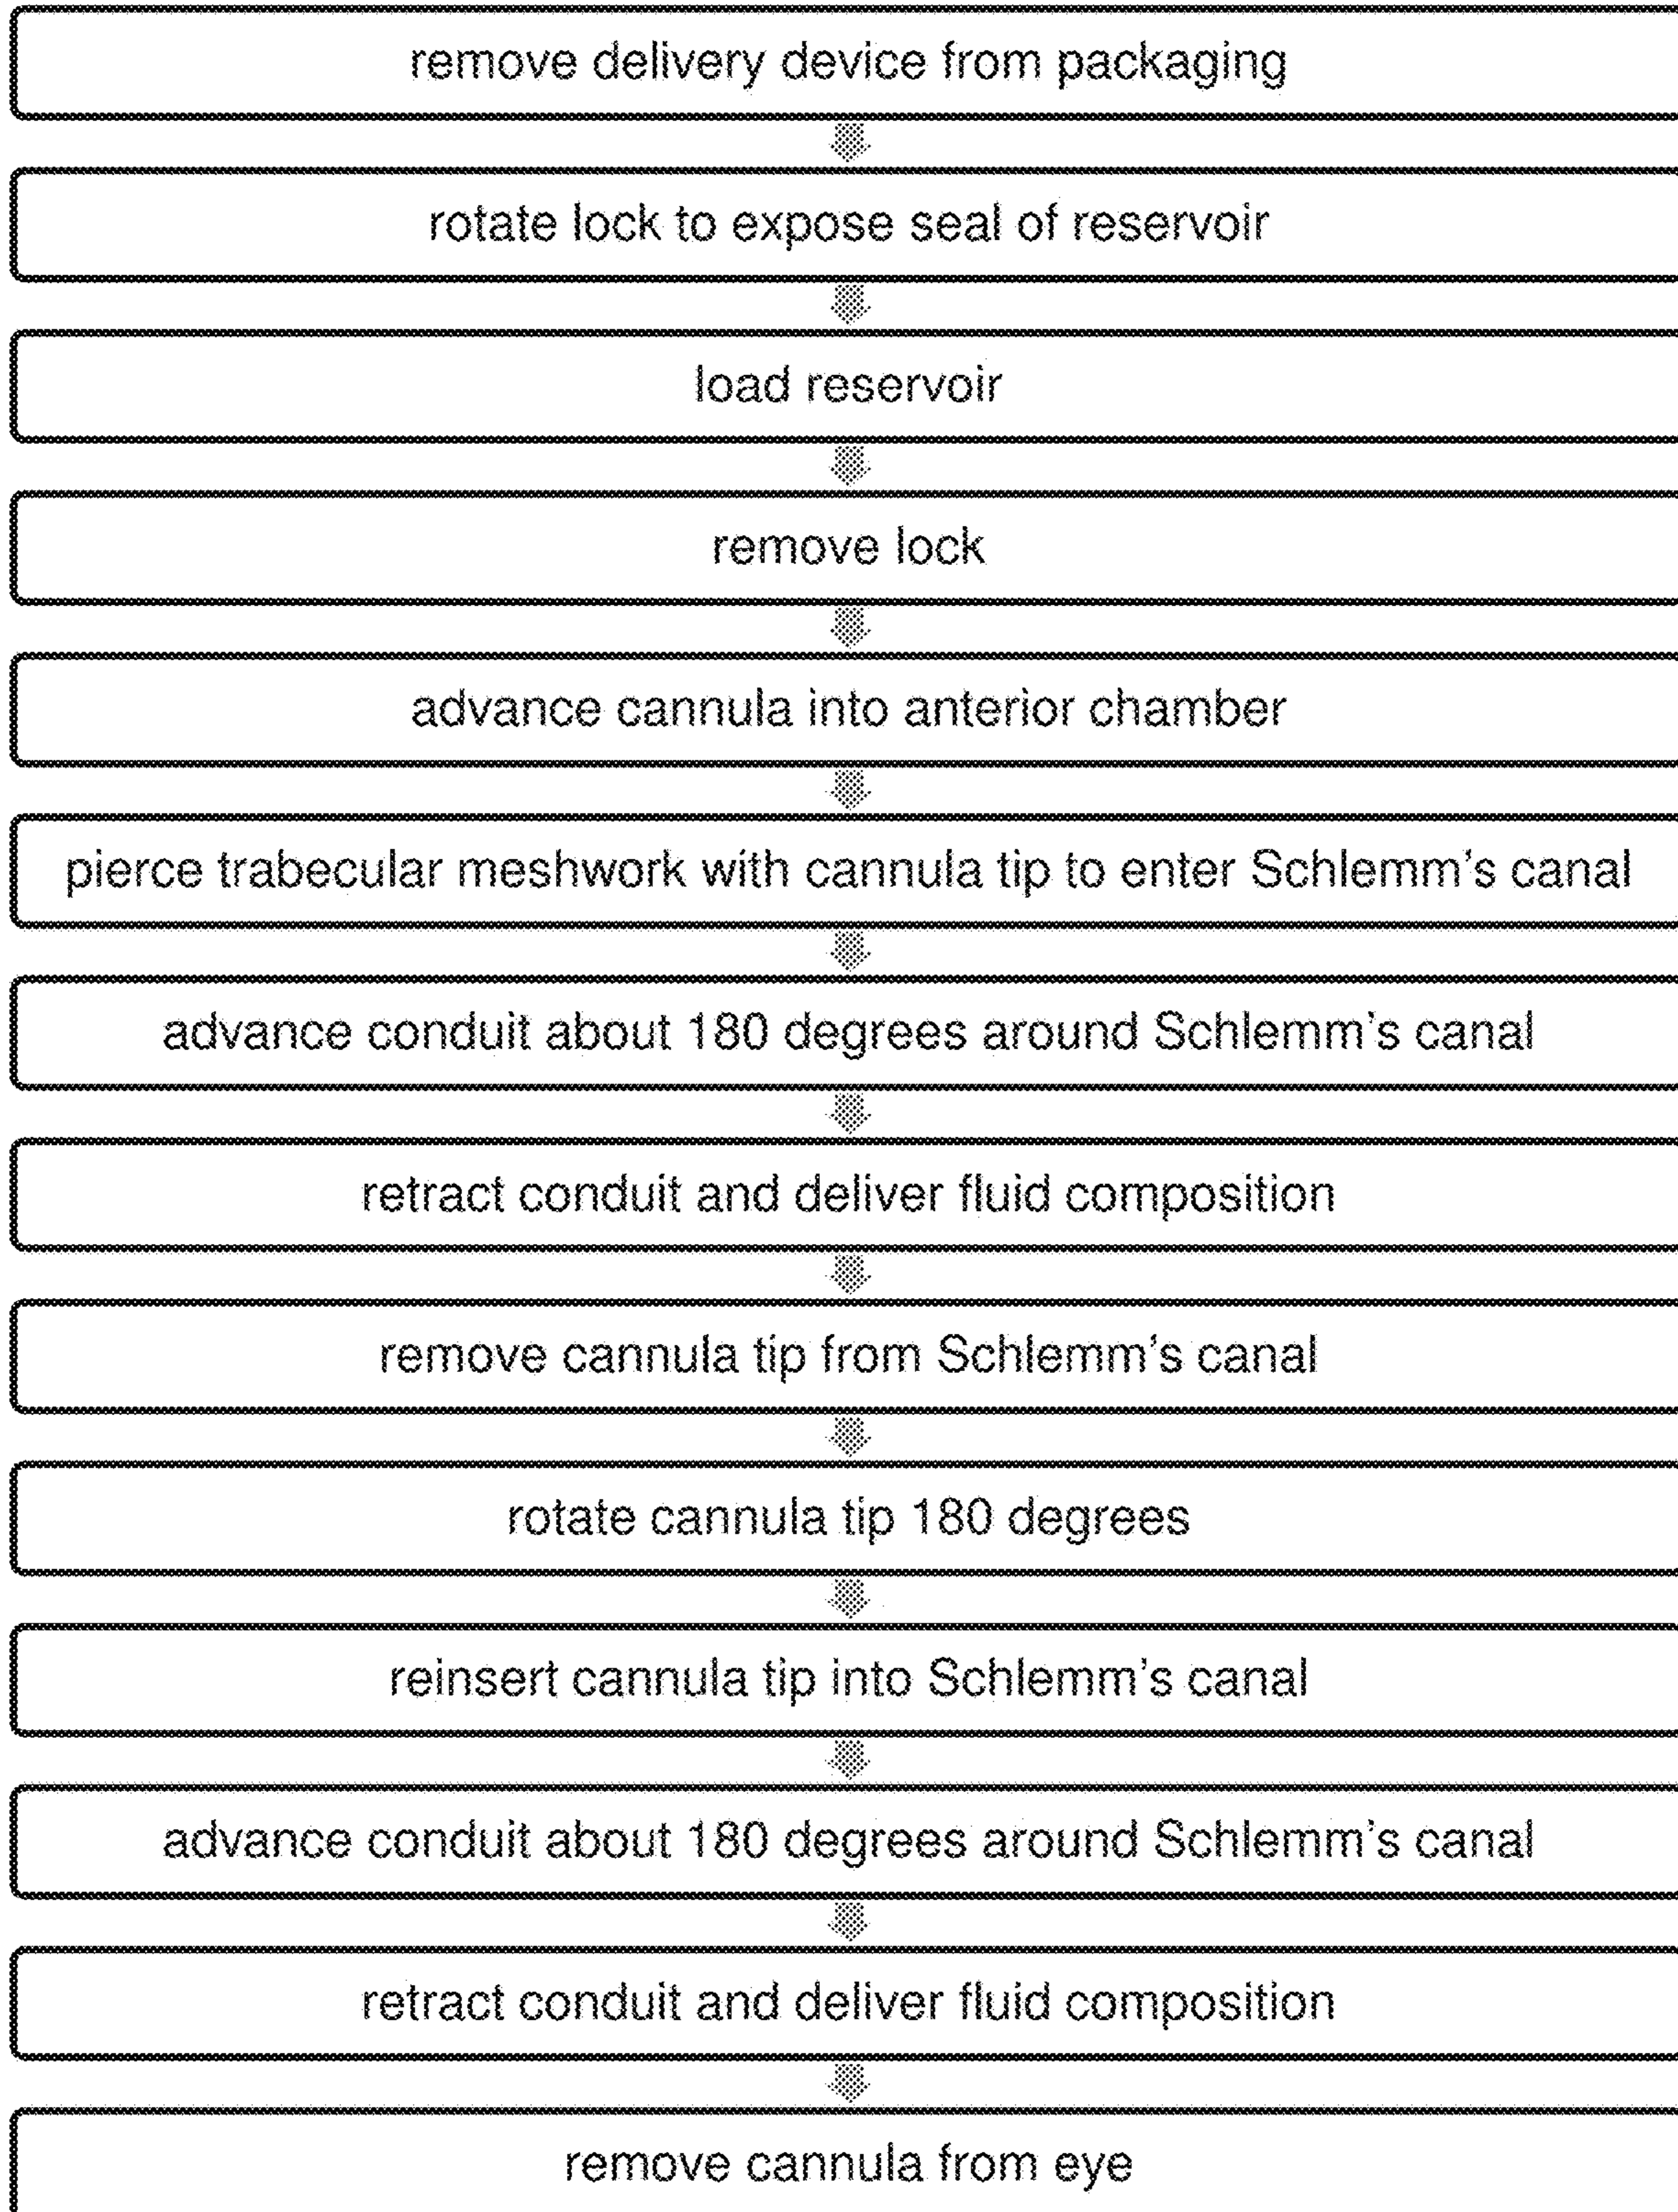 remove delivery device from packaging
rotate lock to expose seal of reservoir
load reservoir
remove lock
advance cannula into anterior chamber
pierce trabecular meshwork with cannula tip to enter Schlemm's canal
advance conduit about 180 degrees around Schlemm's canal
retract conduit and deliver fluid composition
remove cannula tip from Schlemm's canal
rotate cannula tip 180 degrees
reinsert cannula tip into Schlemm's canal
advance conduit about 180 degrees around Schlemm's canal
retract conduit and deliver fluid composition
remove cannula from eye